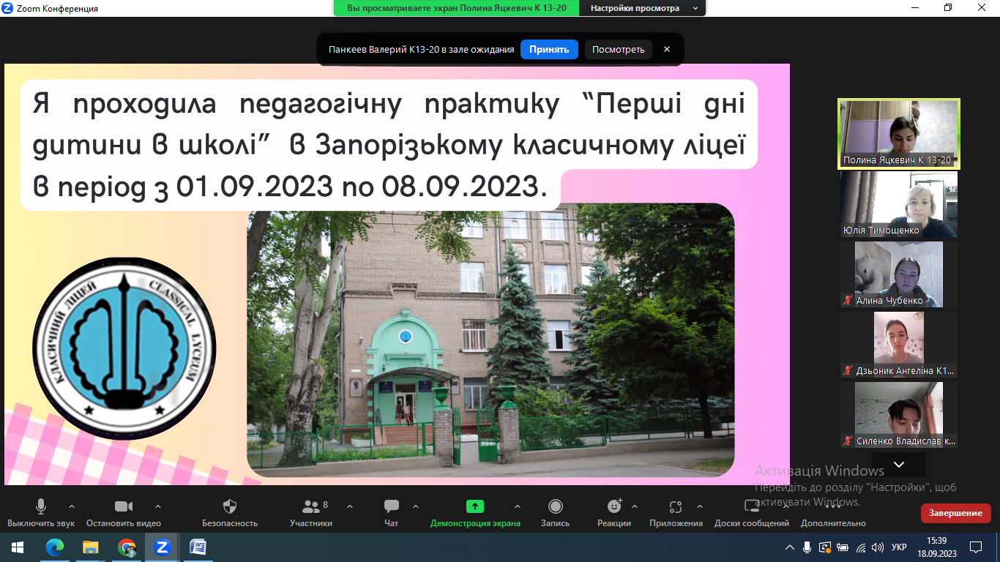 Zoom Конференция
Вы просматриваете экран Полина Яцкевич К 13-20
Настройки просмотра
Панкеев Валерий К13-20 в зале ожидания
Принять
Посмотреть
Я проходила педагогічну практику “Перші дні
дитини в школі” в Запорізькому класичному ліцеї
в період з 01.09.2023 по 08.09.2023.
КЛАСИЧНИЙ ЛІЦЕЙ
CLASSICAL LYCEUM
Полина Яцкевич К 13-20
Юлія Тимошенко
Алина Чубенко
Дзьоник Ангеліна К1...
Силенко Владислав к...
Активація Windows
Перейдіть до розділу "Настройки", щоб
активувати Windows.
Выключить звук
Остановить видео
Безопасность
Участники
8
Чат
Демонстрация экрана
Запись
Реакции
Приложения
Доски сообщений
Дополнительно
Завершение
УКР
15:39
18.09.2023